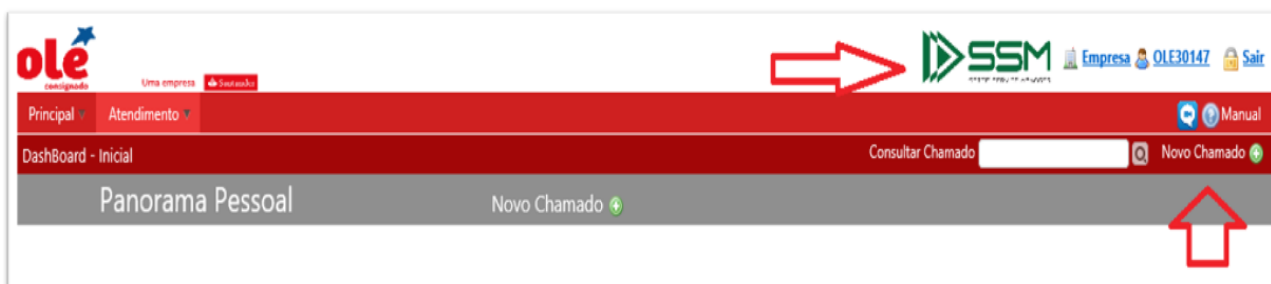 olé
consignado
Uma empresa Santander
SSM
Empresa OLE30147 Sair
Principal Atendimento
Manual
DashBoard - Inicial
Consultar Chamado
Novo Chamado
Panorama Pessoal
Novo Chamado